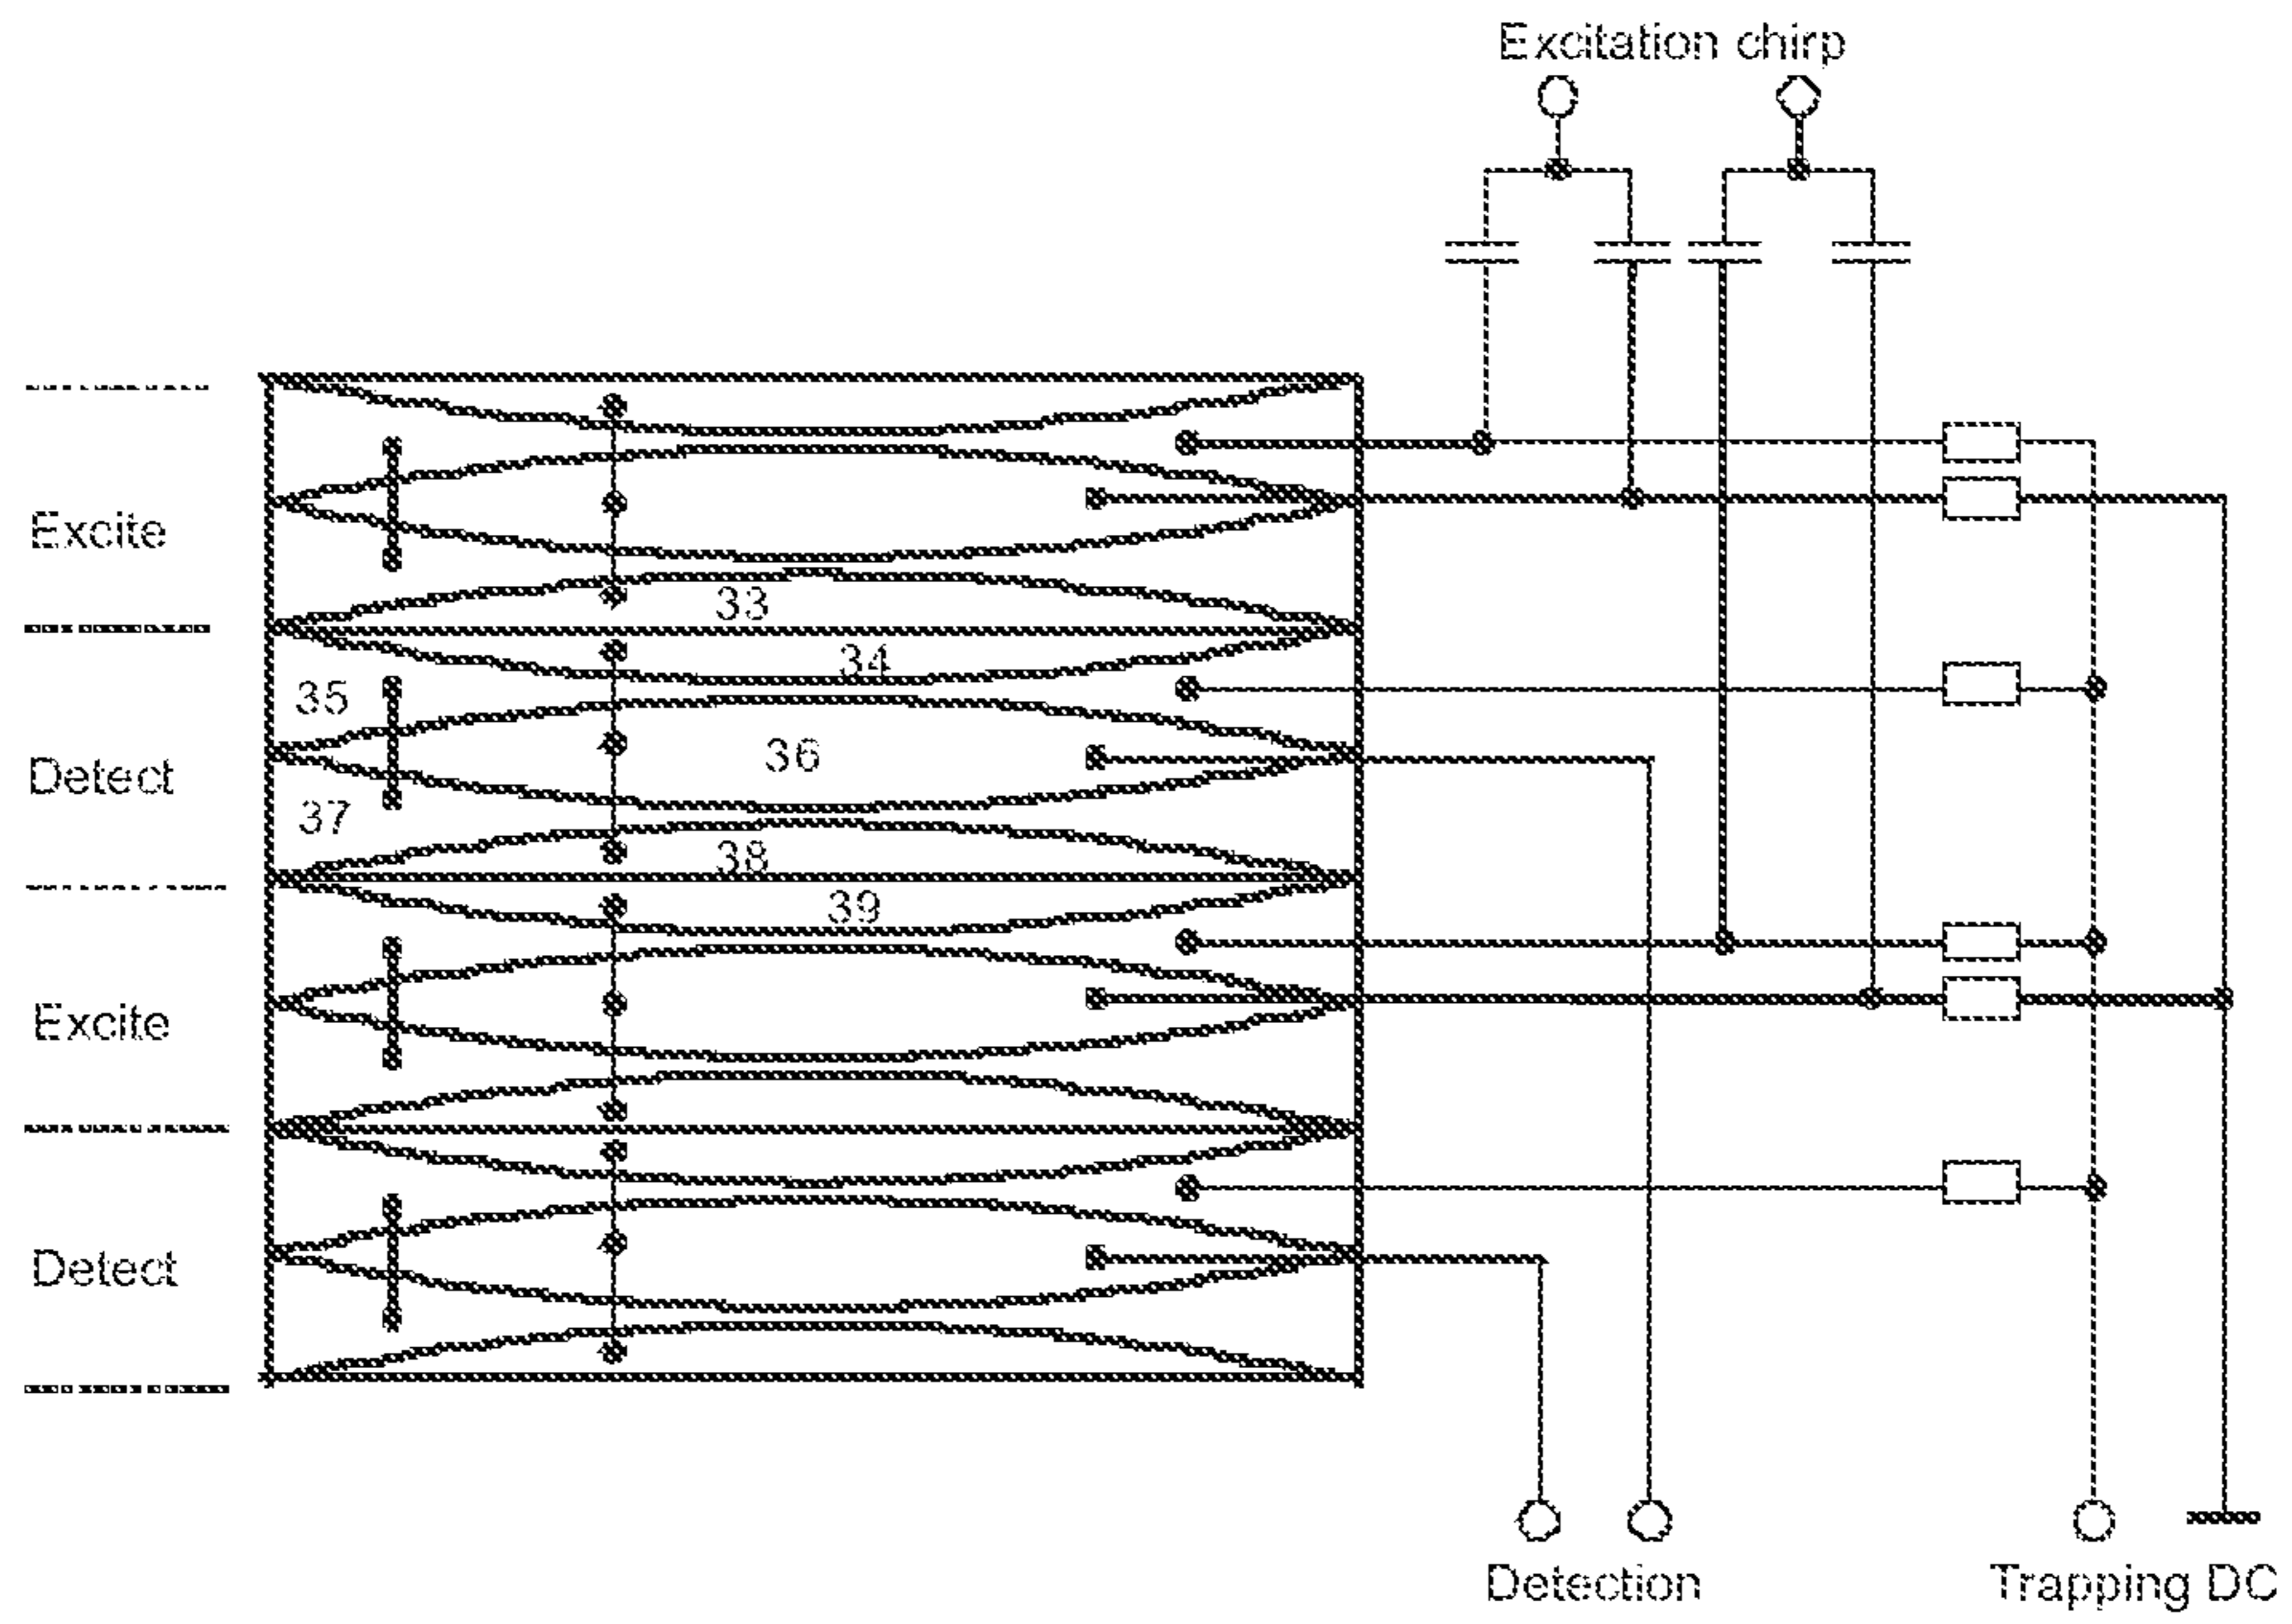 Excitation chirp
Excite
33
34
35
Detect
36
37
38
39
Excite
Detect
Detection
Trapping DC